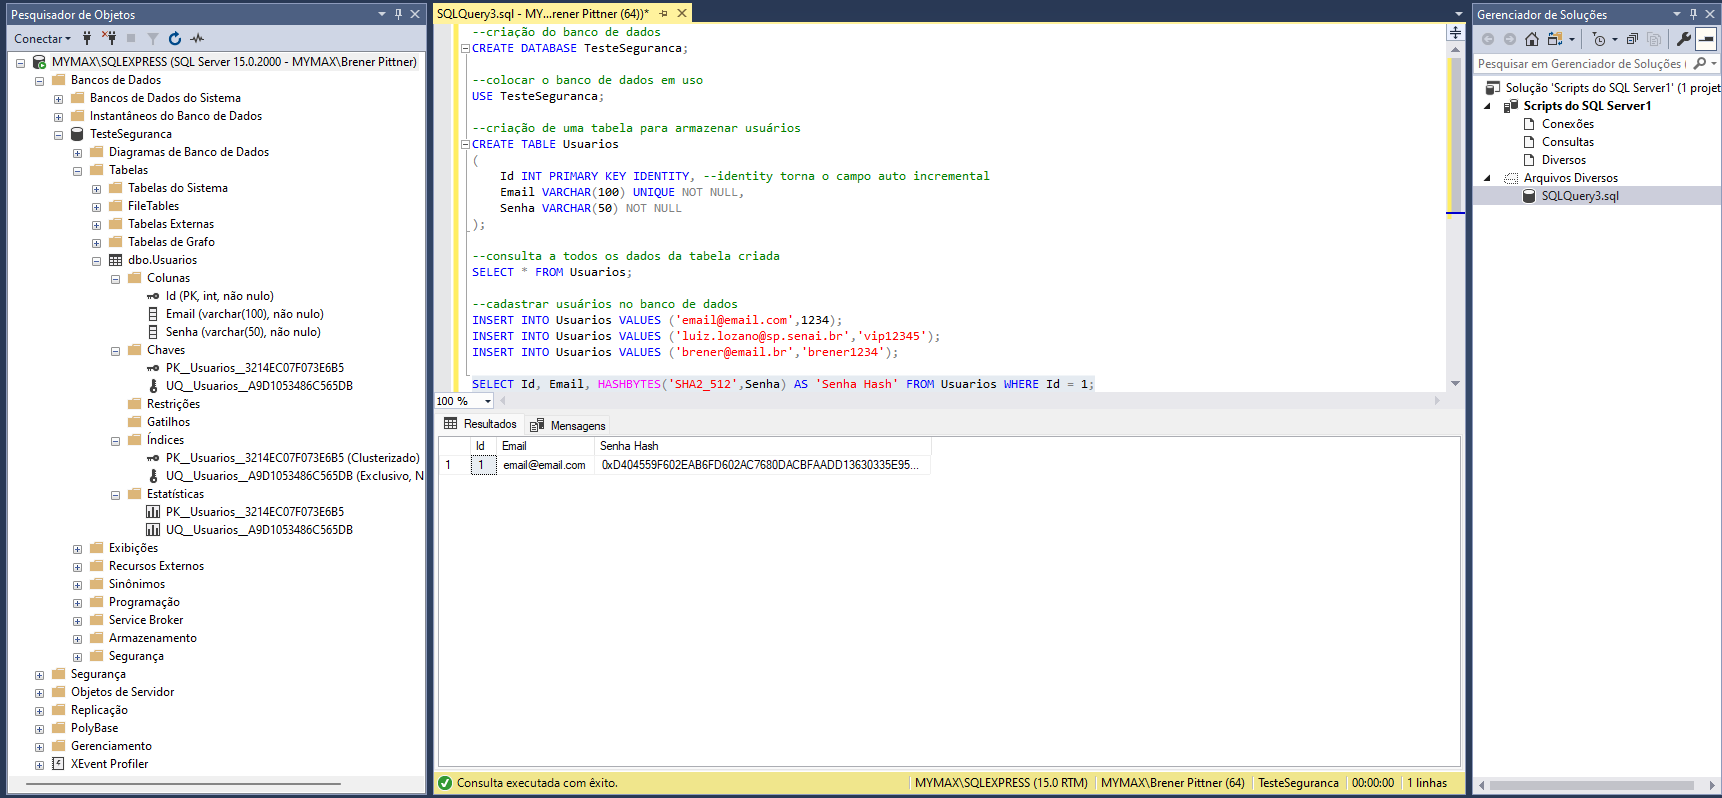 Pesquisador de Objetos
Conectar
MYMAX\SQLEXPRESS (SQL Server 15.0.2000 - MYMAX\Brener Pittner)
Bancos de Dados
Bancos de Dados do Sistema
Instantâneos do Banco de Dados
TesteSeguranca
Diagramas de Banco de Dados
Tabelas
Tabelas do Sistema
FileTables
Tabelas Externas
Tabelas de Grafo
dbo.Usuarios
Colunas
Id (PK, int, não nulo)
Email (varchar(100), não nulo)
Senha (varchar(50), não nulo)
Chaves
PK__Usuarios__3214EC07F073E6B5
UQ__Usuarios__A9D1053486C565DB
Restrições
Gatilhos
Índices
PK__Usuarios__3214EC07F073E6B5 (Clusterizado)
UQ__Usuarios__A9D1053486C565DB (Exclusivo, N
Estatísticas
PK__Usuarios__3214EC07F073E6B5
UQ__Usuarios__A9D1053486C565DB
Exibições
Recursos Externos
Sinônimos
Programação
Service Broker
Armazenamento
Segurança
Segurança
Objetos de Servidor
Replicação
PolyBase
Gerenciamento
XEvent Profiler
SQLQuery3.sql - MY...rener Pittner (64))*
--criação do banco de dados
CREATE DATABASE TesteSeguranca;
--colocar o banco de dados em uso
USE TesteSeguranca;
--criação de uma tabela para armazenar usuários
CREATE TABLE Usuarios
(
Id INT PRIMARY KEY IDENTITY, --identity torna o campo auto incremental
Email VARCHAR(100) UNIQUE NOT NULL,
Senha VARCHAR(50) NOT NULL
);
--consulta a todos os dados da tabela criada
SELECT * FROM Usuarios;
--cadastrar usuários no banco de dados
INSERT INTO Usuarios VALUES ('email@email.com',1234);
INSERT INTO Usuarios VALUES ('luiz.lozano@sp.senai.br','vip12345');
INSERT INTO Usuarios VALUES ('brener@email.br','brener1234');
SELECT Id, Email, HASHBYTES('SHA2_512',Senha) AS 'Senha Hash' FROM Usuarios WHERE Id = 1;
100 %
Resultados Mensagens
Id Email Senha Hash
1 1 email@email.com 0xD404559F602EAB6FD602AC7680DACBFAADD13630335E95...
Consulta executada com êxito.
MYMAX\SQLEXPRESS (15.0 RTM) MYMAX\Brener Pittner (64) TesteSeguranca 00:00:00 1 linhas
Gerenciador de Soluções
Pesquisar em Gerenciador de Soluções (
Solução 'Scripts do SQL Server1' (1 projet
Scripts do SQL Server1
Conexões
Consultas
Diversos
Arquivos Diversos
SQLQuery3.sql